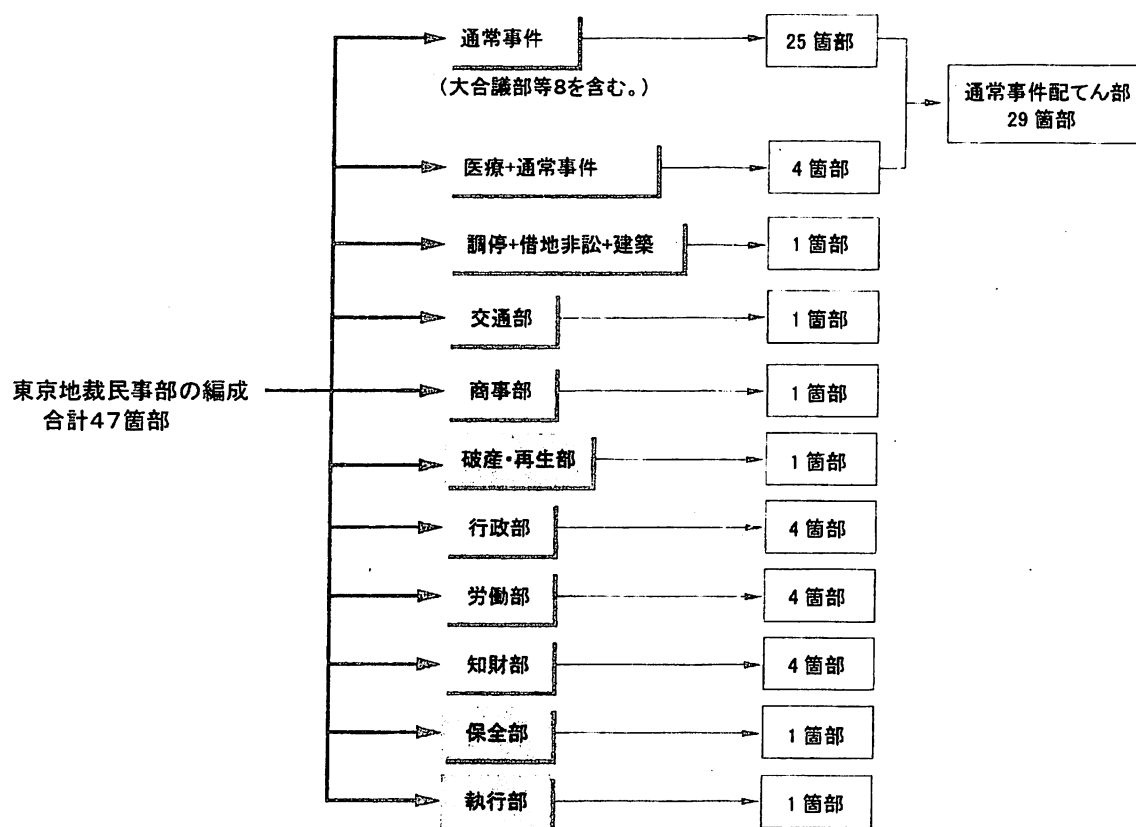 通常事件
25 箇部
(大合議部等8を含む。)
通常事件配てん部
29 箇部
医療+通常事件
4 箇部
調停+借地非訟+建築
1 箇部
交通部
1 箇部
東京地裁民事部の編成
合計47箇部
商事部
1 箇部
破産・再生部
1 箇部
行政部
4 箇部
労働部
4 箇部
知財部
4 箇部
保全部
1 箇部
執行部
1 箇部